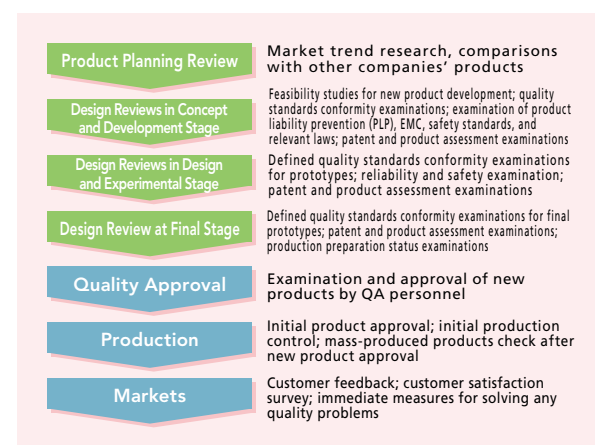 Product Planning Review
Market trend research, comparisons
with other companies' products
Design Reviews in Concept
and Development Stage
Feasibility studies for new product development; quality
standards conformity examinations; examination of product
liability prevention (PLP), EMC, safety standards, and
relevant laws; patent and product assessment examinations
Design Reviews in Design
and Experimental Stage
Defined quality standards conformity examinations
for prototypes; reliability and safety examination;
patent and product assessment examinations
Design Review at Final Stage
Defined quality standards conformity examinations for final
prototypes; patent and product assessment examinations;
production preparation status examinations
Quality Approval
Examination and approval of new
products by QA personnel
Production
Initial product approval; initial production
control; mass-produced products check after
new product approval
Markets
Customer feedback; customer satisfaction
survey; immediate measures for solving any
quality problems